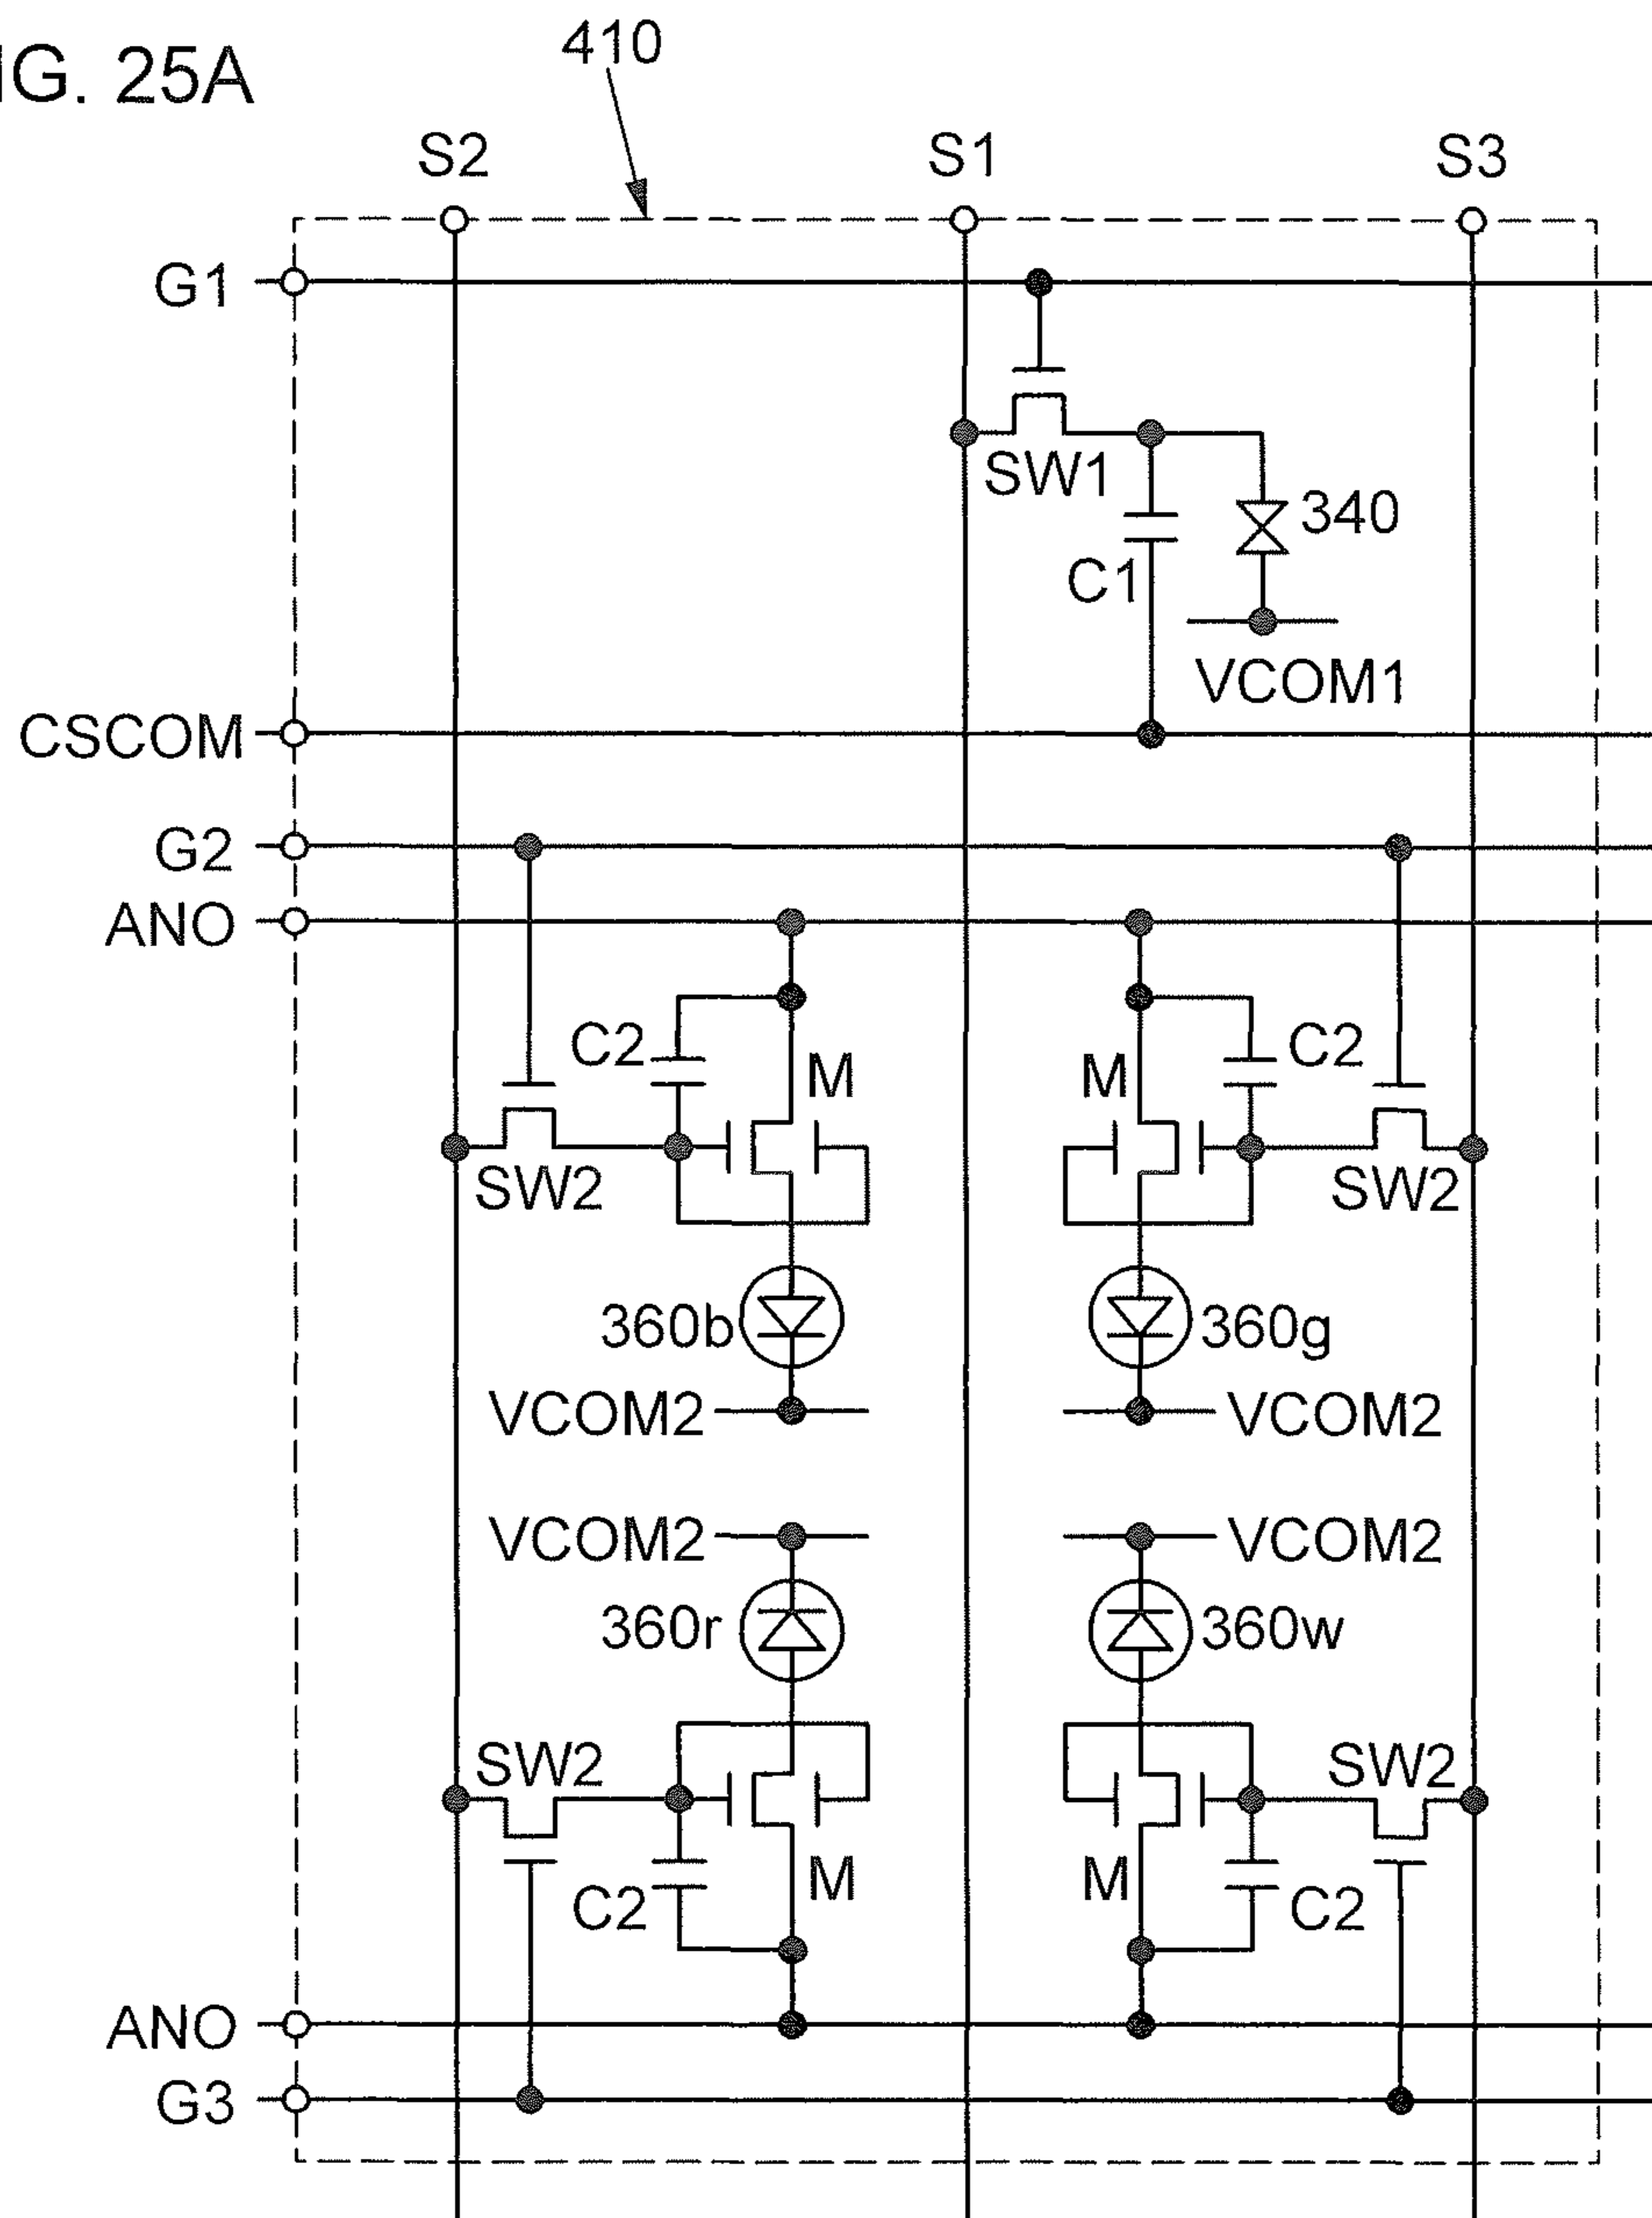 IG. 25A
410
S2
S1
S3
G1
SW1
340
C1
VCOM1
CSCOM
G2
ANO
C2
M
M
C2
SW2
SW2
360b
360g
VCOM2
VCOM2
VCOM2
VCOM2
360r
360w
SW2
SW2
M
M
C2
C2
ANO
G3